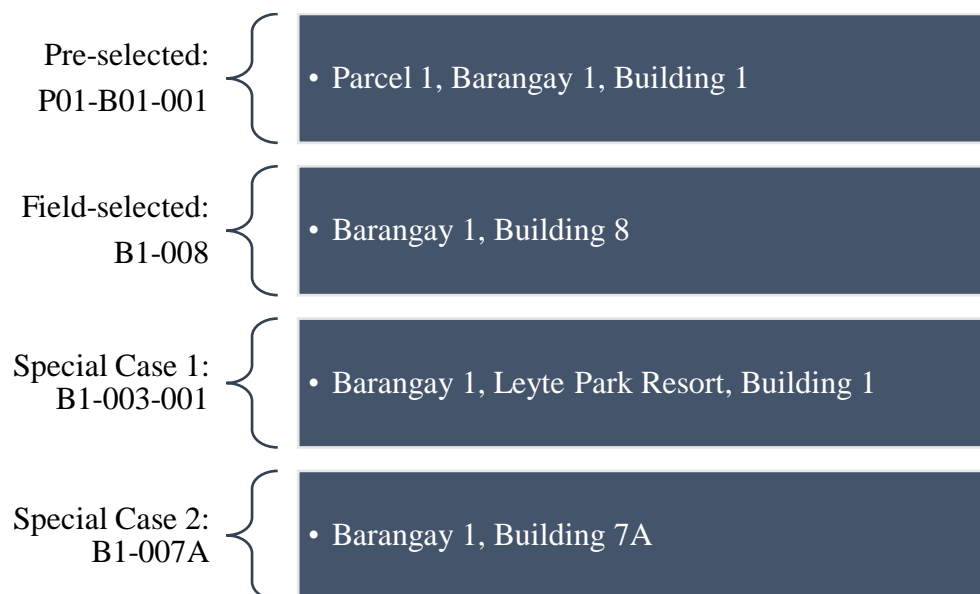 Pre-selected:
P01-B01-001
• Parcel 1, Barangay 1, Building 1
Field-selected:
B1-008
• Barangay 1, Building 8
Special Case 1:
B1-003-001
• Barangay 1, Leyte Park Resort, Building 1
Special Case 2:
B1-007A
• Barangay 1, Building 7A